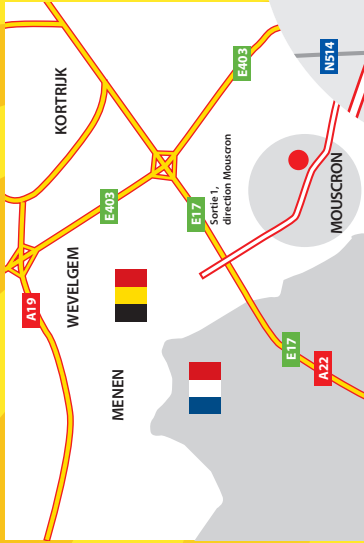 KORTRIJK
E403
N514
E403
E17
Sortie 1,
direction Mouscron
MOUSCRON
A19
WEVELGEM
MENEN
E17
A22